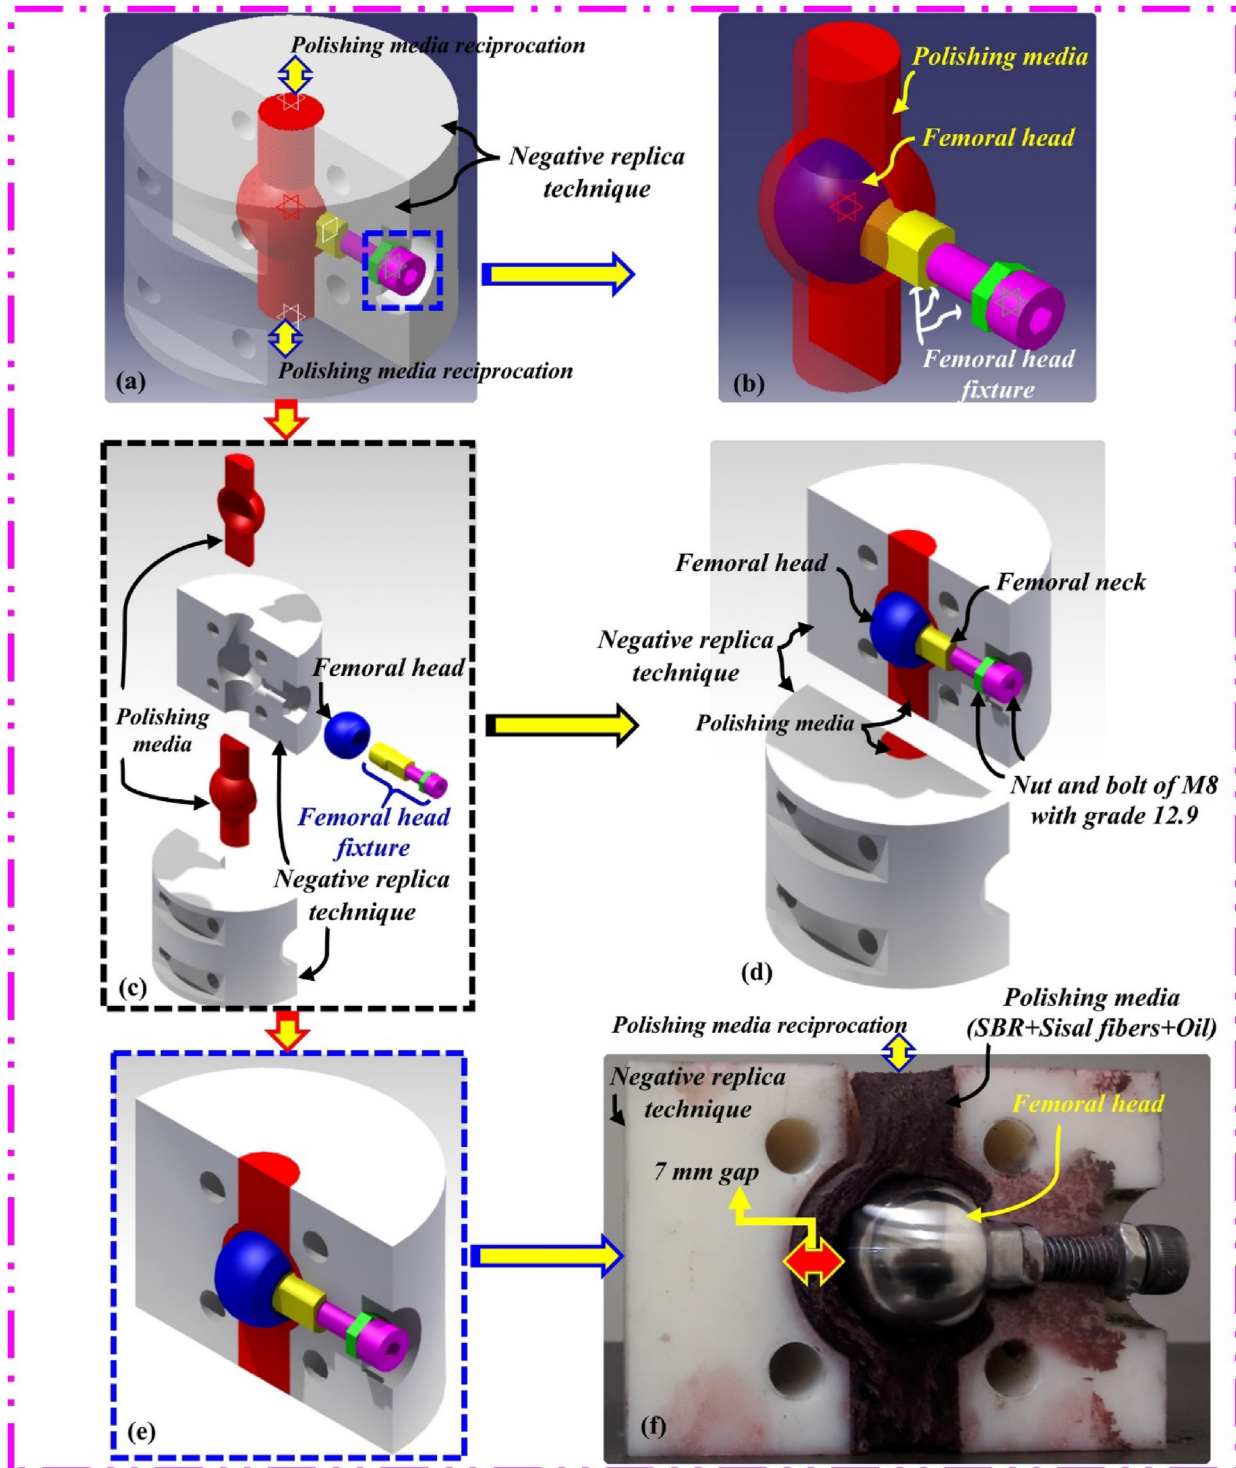 Polishing media reciprocation
Negative replica
technique
Polishing media reciprocation
(a)
Polishing media
Femoral head
Femoral head
fixture
(b)
Polishing
media
Femoral head
Femoral head
fixture
Negative replica
technique
(c)
Femoral head
Femoral neck
Negative replica
technique
Polishing media
Nut and bolt of M8
with grade 12.9
(d)
(e)
Polishing media
(SBR+Sisal fibers+Oil)
Polishing media reciprocation
Negative replica
technique
Femoral head
7 mm gap
(f)